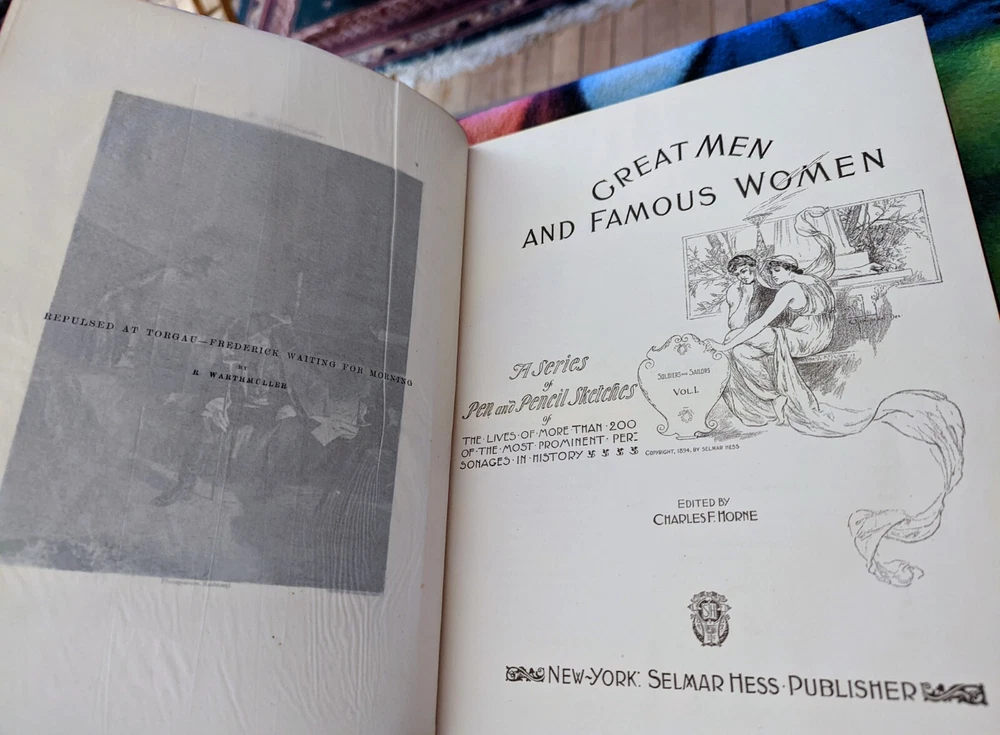 REPULSED AT TORGAU—FREDERICK WAITING FOR MORNING
BY
R. WARTHMÜLLER
GREAT MEN
AND FAMOUS WOMEN
A Series
of
Pen and Pencil Sketches
of
THE·LIVES·OF·MORE·THAN·200
OF·THE·MOST·PROMINENT·PER-
SONAGES·IN·HISTORY
SOLDIERS AND SAILORS
VOL.I.
COPYRIGHT, 1894, BY SELMAR HESS
EDITED BY
CHARLES F. HORNE
SH
NEW-YORK: SELMAR HESS·PUBLISHER